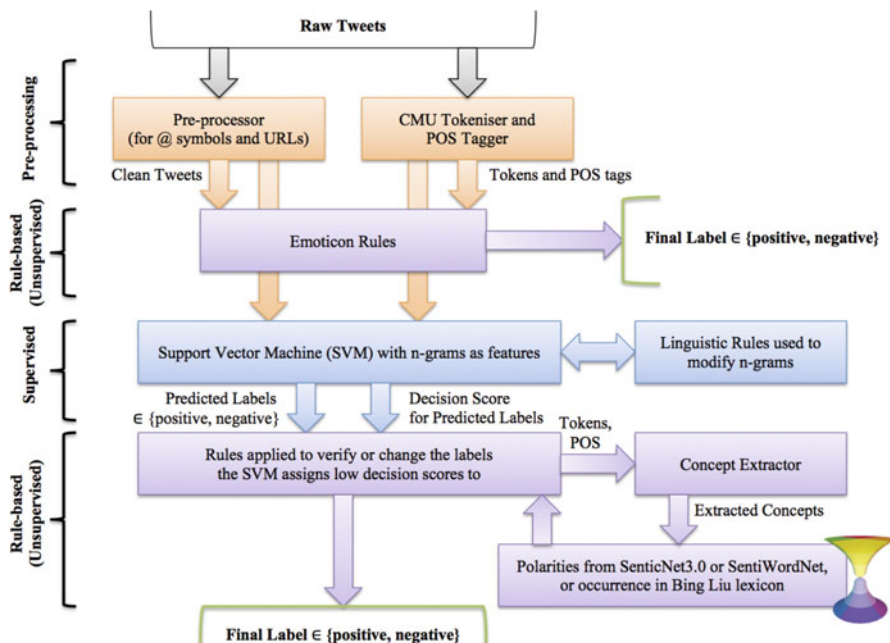 Raw Tweets
Pre-processing
Pre-processor
(for @ symbols and URLs)
CMU Tokeniser and
POS Tagger
Clean Tweets
Tokens and POS tags
Rule-based
(Unsupervised)
Emoticon Rules
Final Label ∈ {positive, negative}
Supervised
Support Vector Machine (SVM) with n-grams as features
Linguistic Rules used to
modify n-grams
Predicted Labels
∈ {positive, negative}
Decision Score
for Predicted Labels
Rule-based
(Unsupervised)
Rules applied to verify or change the labels
the SVM assigns low decision scores to
Tokens,
POS
Concept Extractor
Extracted Concepts
Polarities from SenticNet3.0 or SentiWordNet,
or occurrence in Bing Liu lexicon
Final Label ∈ {positive, negative}